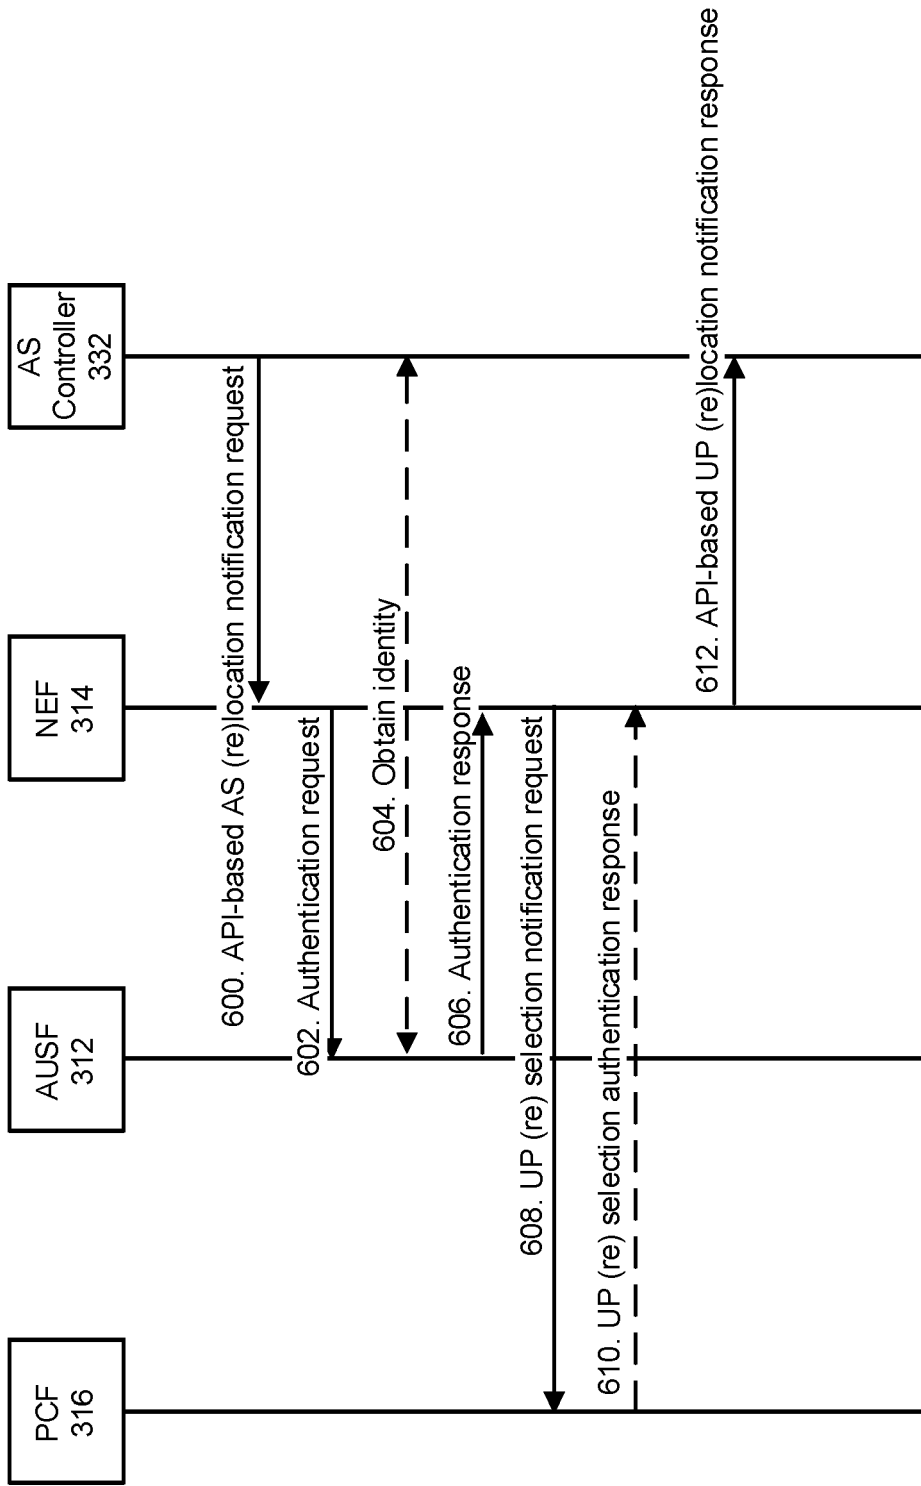 PCF
316
AUSF
312
NEF
314
AS
Controller
332
600. API-based AS (re)location notification request
602. Authentication request
604. Obtain identity
606. Authentication response
608. UP (re) selection notification request
610. UP (re) selection authentication response
612. API-based UP (re)location notification response